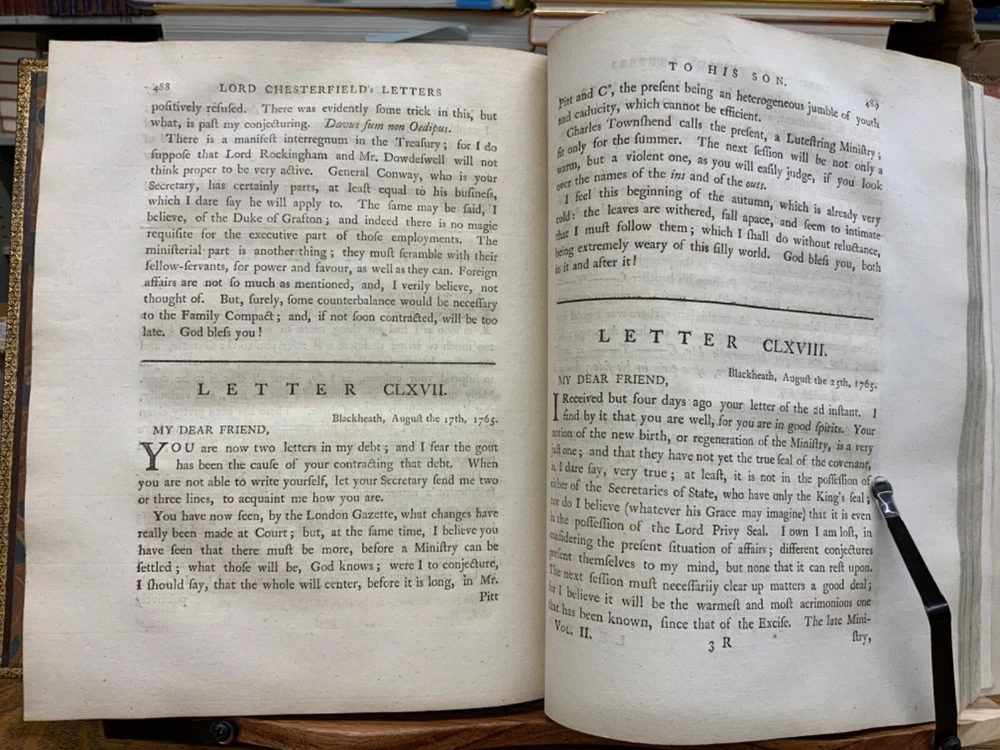 488 LORD CHESTERFIELD's LETTERS
poſitively refuſed. There was evidently ſome trick in this, but
what, is paſt my conjecturing. Davus ſum non Oedipus.
There is a manifeſt interregnum in the Treaſury; for I do
ſuppoſe that Lord Rockingham and Mr. Dowdeſwell will not
think proper to be very active. General Conway, who is your
Secretary, has certainly parts, at leaſt equal to his buſineſs,
which I dare ſay he will apply to. The ſame may be ſaid, I
believe, of the Duke of Grafton; and indeed there is no magic
requiſite for the executive part of thoſe employments. The
miniſterial part is another thing; they muſt ſcramble with their
fellow-ſervants, for power and favour, as well as they can. Foreign
affairs are not ſo much as mentioned, and, I verily believe, not
thought of. But, ſurely, ſome counterbalance would be neceſſary
to the Family Compact; and, if not ſoon contracted, will be too
late. God bleſs you!
LETTER CLXVII.
Blackheath, Auguſt the 17th, 1765.
MY DEAR FRIEND,
YOU are now two letters in my debt; and I fear the gout
has been the cauſe of your contracting that debt. When
you are not able to write yourſelf, let your Secretary ſend me two
or three lines, to acquaint me how you are.
You have now ſeen, by the London Gazette, what changes have
really been made at Court; but, at the ſame time, I believe you
have ſeen that there muſt be more, before a Miniſtry can be
ſettled; what thoſe will be, God knows; were I to conjecture,
I ſhould ſay, that the whole will center, before it is long, in Mr.
Pitt
TO HIS SON. 489
Pitt and Cº, the preſent being an heterogeneous jumble of youth
and caducity, which cannot be efficient.
Charles Townſhend calls the preſent, a Luteſtring Miniſtry;
fit only for the ſummer. The next ſeſſion will be not only a
warm, but a violent one, as you will eaſily judge, if you look
over the names of the ins and of the outs.
I feel this beginning of the autumn, which is already very
cold: the leaves are withered, fall apace, and ſeem to intimate
that I muſt follow them; which I ſhall do without reluctance,
being extremely weary of this ſilly world. God bleſs you, both
in it and after it!
LETTER CLXVIII.
Blackheath, Auguſt the 25th, 1765.
MY DEAR FRIEND,
I Received but four days ago your letter of the 2d inſtant. I
find by it that you are well, for you are in good ſpirits. Your
notion of the new birth, or regeneration of the Miniſtry, is a very
juſt one; and that they have not yet the true ſeal of the covenant,
is, I dare ſay, very true; at leaſt, it is not in the poſſeſſion of
either of the Secretaries of State, who have only the King's ſeal;
nor do I believe (whatever his Grace may imagine) that it is even
in the poſſeſſion of the Lord Privy Seal. I own I am loſt, in
conſidering the preſent ſituation of affairs; different conjectures
preſent themſelves to my mind, but none that it can reſt upon.
The next ſeſſion muſt neceſſarily clear up matters a good deal;
for I believe it will be the warmeſt and moſt acrimonious one
that has been known, ſince that of the Exciſe. The late Mini-
VOL. II. 3 R ſtry,